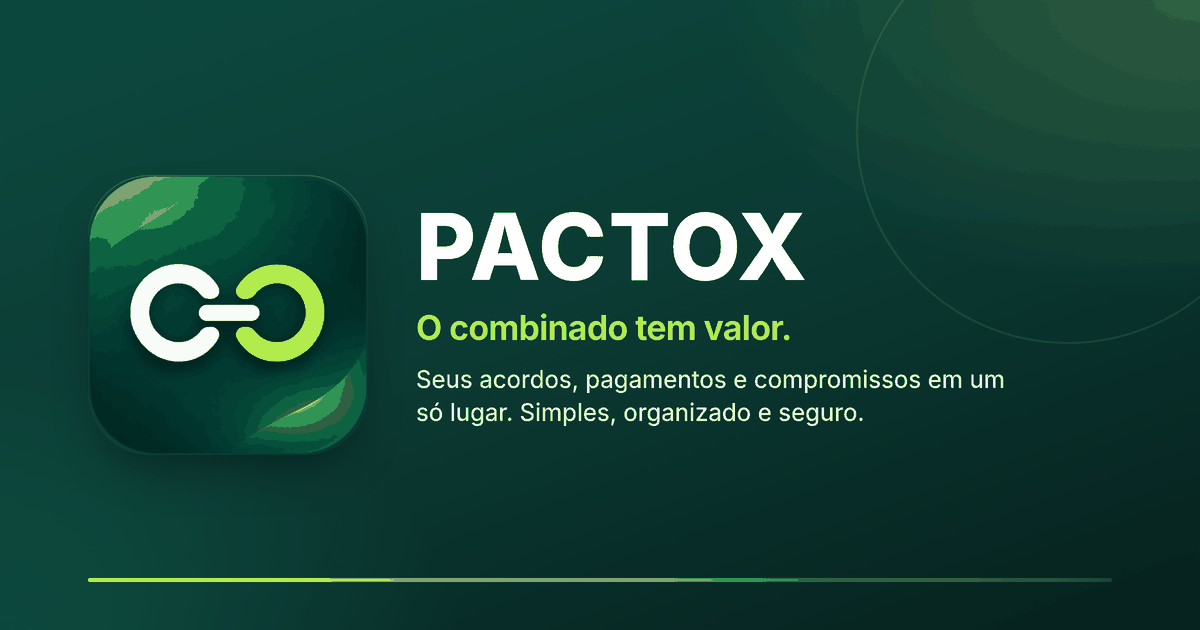 PACTOX
O combinado tem valor.
Seus acordos, pagamentos e compromissos em um
só lugar. Simples, organizado e seguro.